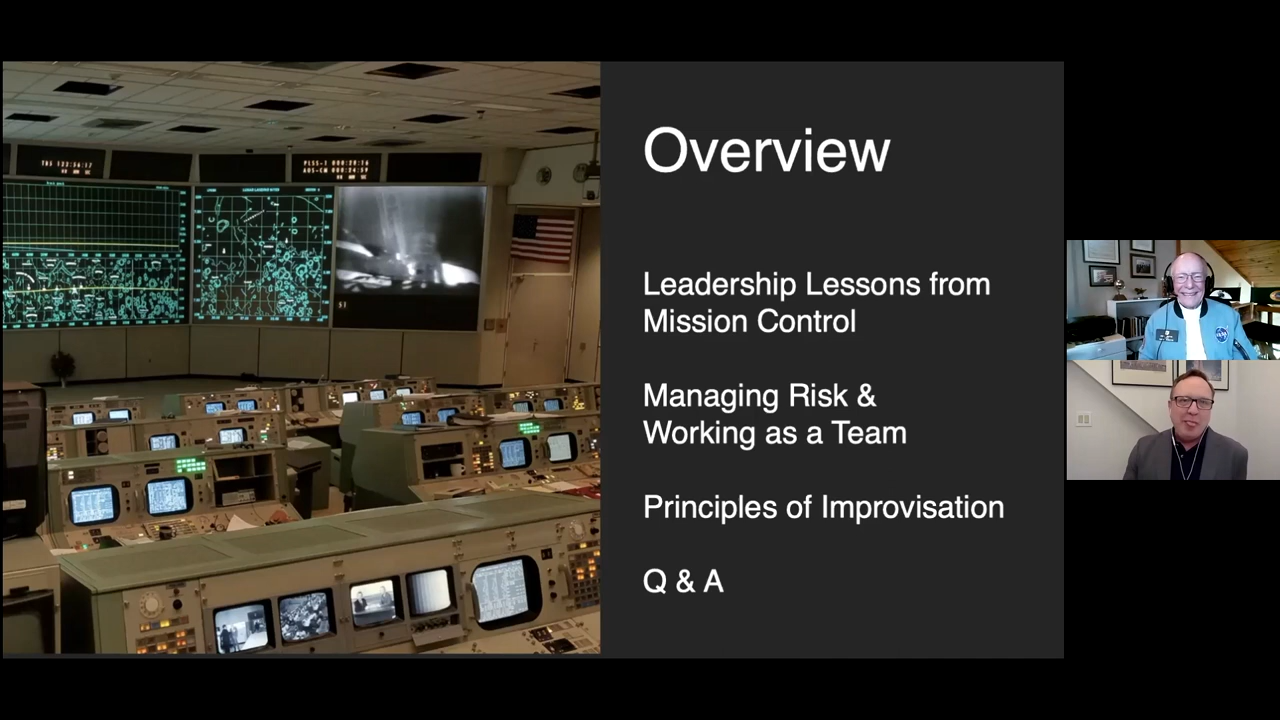 Overview
Leadership Lessons from
Mission Control
Managing Risk &
Working as a Team
Principles of Improvisation
Q & A